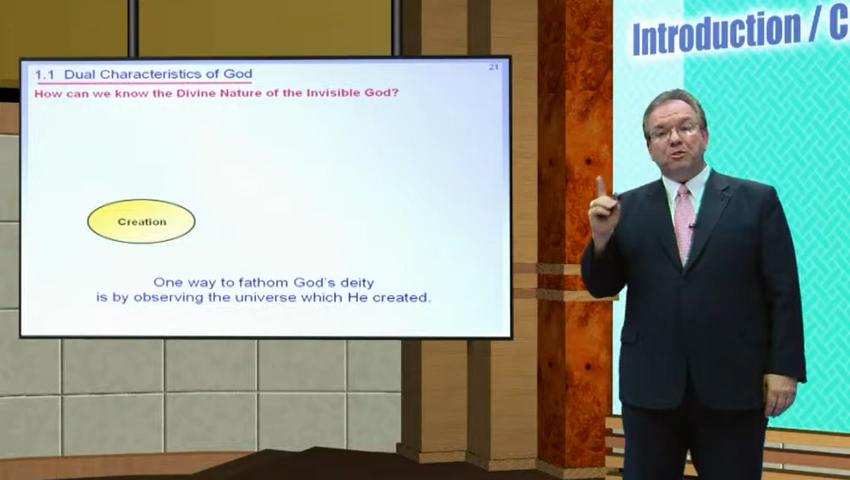 1.1 Dual Characteristics of God
21
How can we know the Divine Nature of the Invisible God?
Creation
One way to fathom God's deity
is by observing the universe which He created.
Introduction / C